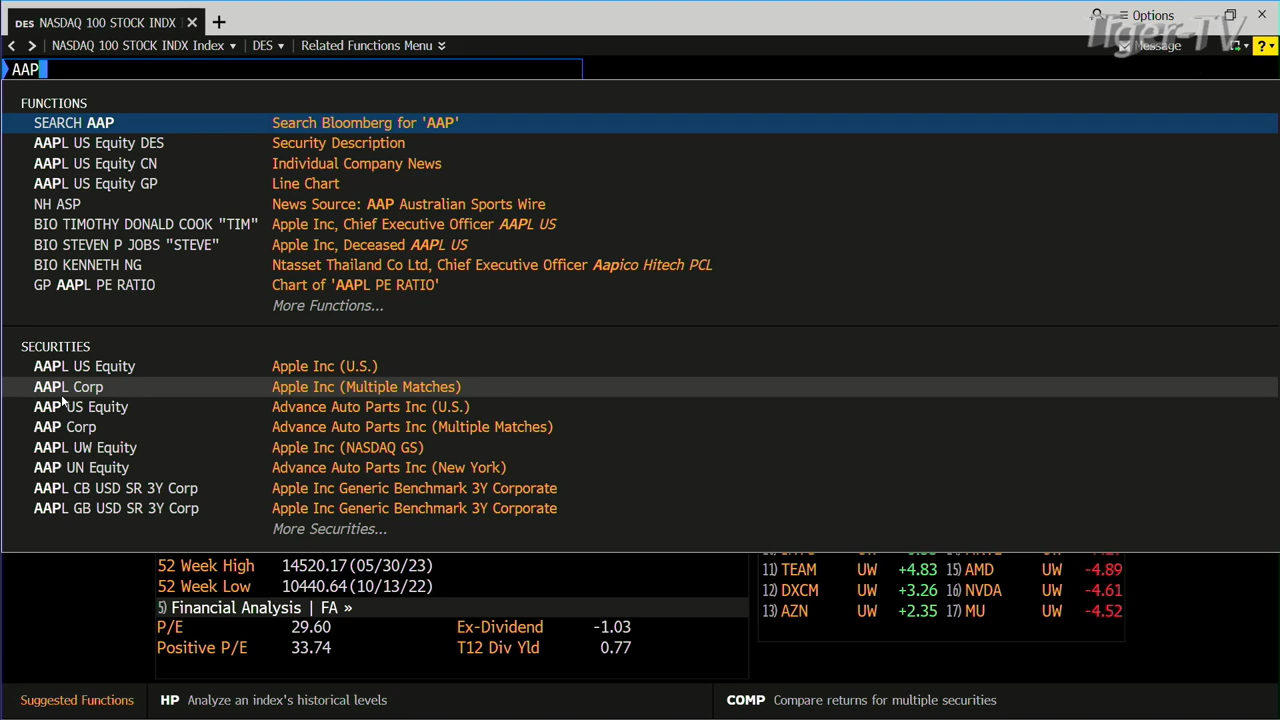 DES NASDAQ 100 STOCK INDX
Options
NASDAQ 100 STOCK INDX Index
DES
Related Functions Menu
Message
?
Tiger-TV
AAP
FUNCTIONS
SEARCH AAP Search Bloomberg for 'AAP'
AAPL US Equity DES Security Description
AAPL US Equity CN Individual Company News
AAPL US Equity GP Line Chart
NH ASP News Source: AAP Australian Sports Wire
BIO TIMOTHY DONALD COOK "TIM" Apple Inc, Chief Executive Officer AAPL US
BIO STEVEN P JOBS "STEVE" Apple Inc, Deceased AAPL US
BIO KENNETH NG Ntasset Thailand Co Ltd, Chief Executive Officer Aapico Hitech PCL
GP AAPL PE RATIO Chart of 'AAPL PE RATIO'
More Functions...
SECURITIES
AAPL US Equity Apple Inc (U.S.)
AAPL Corp Apple Inc (Multiple Matches)
AAP US Equity Advance Auto Parts Inc (U.S.)
AAP Corp Advance Auto Parts Inc (Multiple Matches)
AAPL UW Equity Apple Inc (NASDAQ GS)
AAP UN Equity Advance Auto Parts Inc (New York)
AAPL CB USD SR 3Y Corp Apple Inc Generic Benchmark 3Y Corporate
AAPL GB USD SR 3Y Corp Apple Inc Generic Benchmark 3Y Corporate
More Securities...
52 Week High 14520.17(05/30/23)
52 Week Low 10440.64(10/13/22)
5) Financial Analysis | FA »
P/E 29.60 Ex-Dividend -1.03
Positive P/E 33.74 T12 Div Yld 0.77
11) TEAM UW +4.83 15) AMD UW -4.89
12) DXCM UW +3.26 16) NVDA UW -4.61
13) AZN UW +2.35 17) MU UW -4.52
Suggested Functions HP Analyze an index's historical levels COMP Compare returns for multiple securities